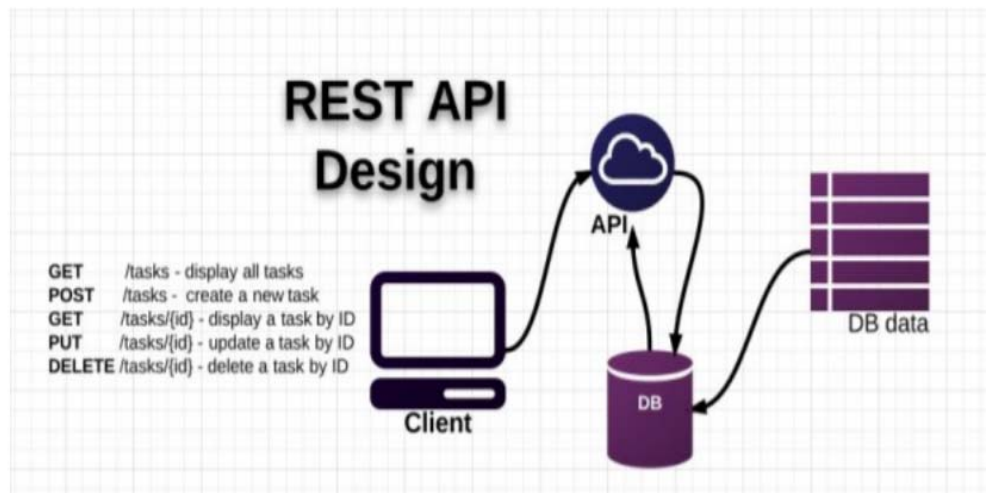 REST API
Design
API
GET /tasks - display all tasks
POST /tasks - create a new task
GET /tasks/{id} - display a task by ID
PUT /tasks/{id} - update a task by ID
DELETE /tasks/{id} - delete a task by ID
Client
DB
DB data